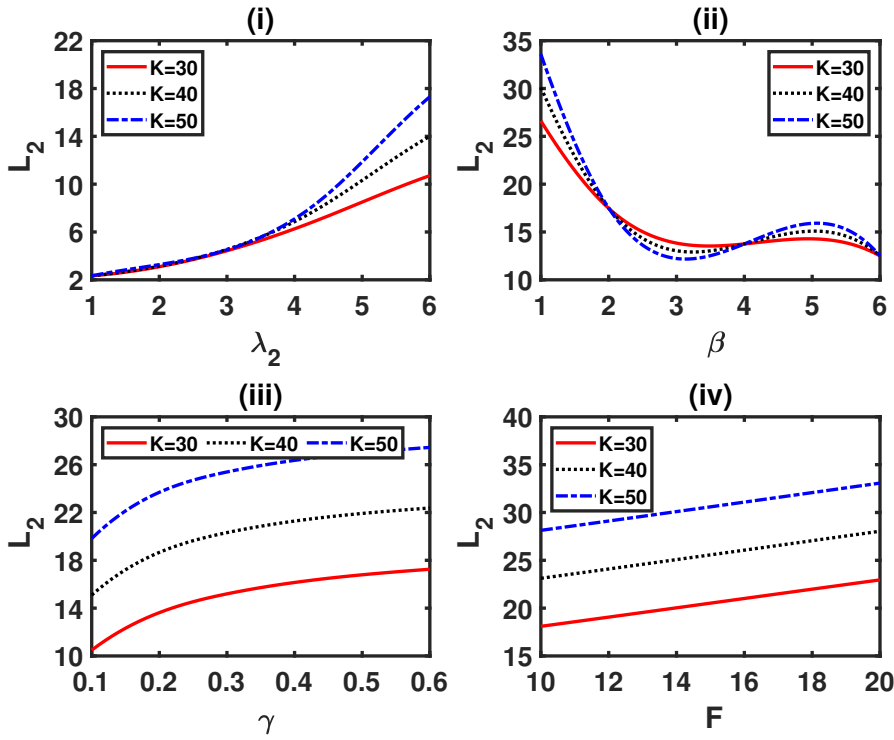 (i)
L2
22
18
14
10
6
2
K=30
K=40
K=50
1 2 3 4 5 6
λ2
(ii)
L2
35
30
25
20
15
10
K=30
K=40
K=50
1 2 3 4 5 6
β
(iii)
L2
30
26
22
18
14
10
K=30 K=40 K=50
0.1 0.2 0.3 0.4 0.5 0.6
γ
(iv)
L2
40
35
30
25
20
15
K=30
K=40
K=50
10 12 14 16 18 20
F